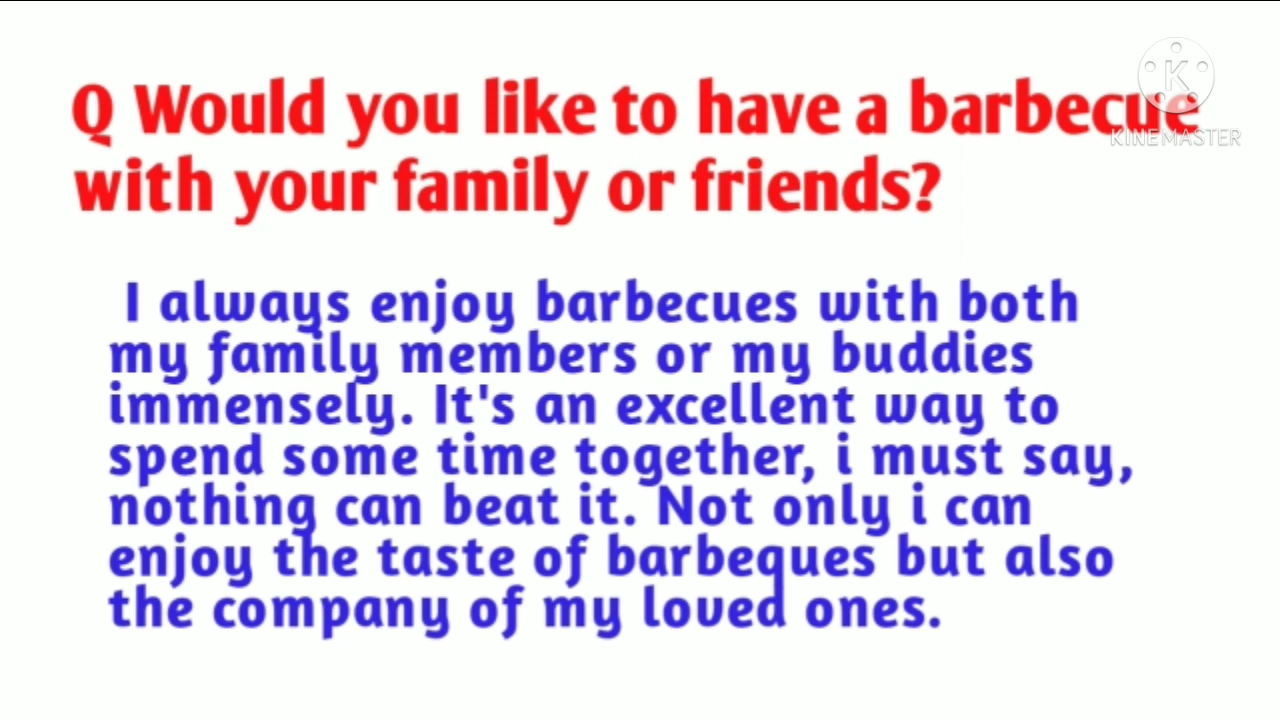 Q Would you like to have a barbecue
with your family or friends?
K
KINEMASTER
I always enjoy barbecues with both
my family members or my buddies
immensely. It's an excellent way to
spend some time together, i must say,
nothing can beat it. Not only i can
enjoy the taste of barbeques but also
the company of my loved ones.